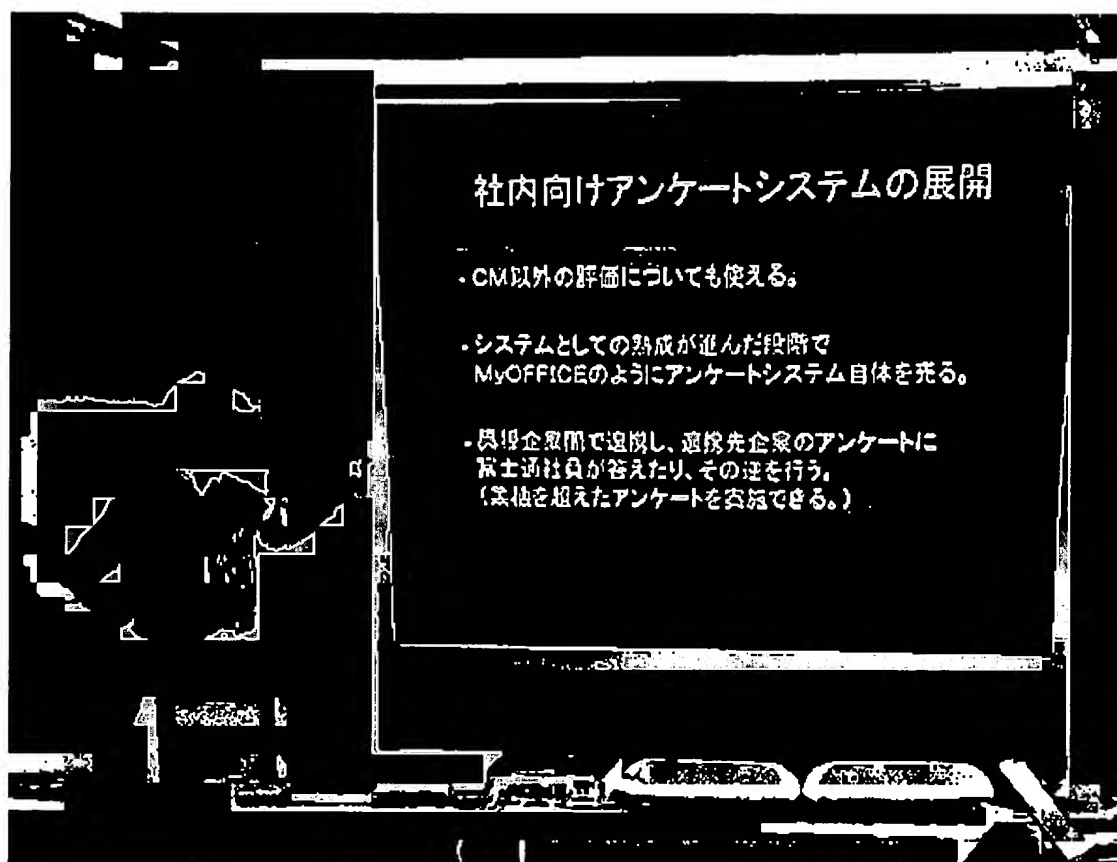 社内向けアンケートシステムの展開
・CM以外の評価についても使える。
・システムとしての熟成が進んだ段階で
MyOFFICEのようにアンケートシステム自体を売る。
・異種企業間で連携し、連携先企業のアンケートに
富士通社員が答えたり、その逆を行う。
(業種を超えたアンケートを実施できる。)